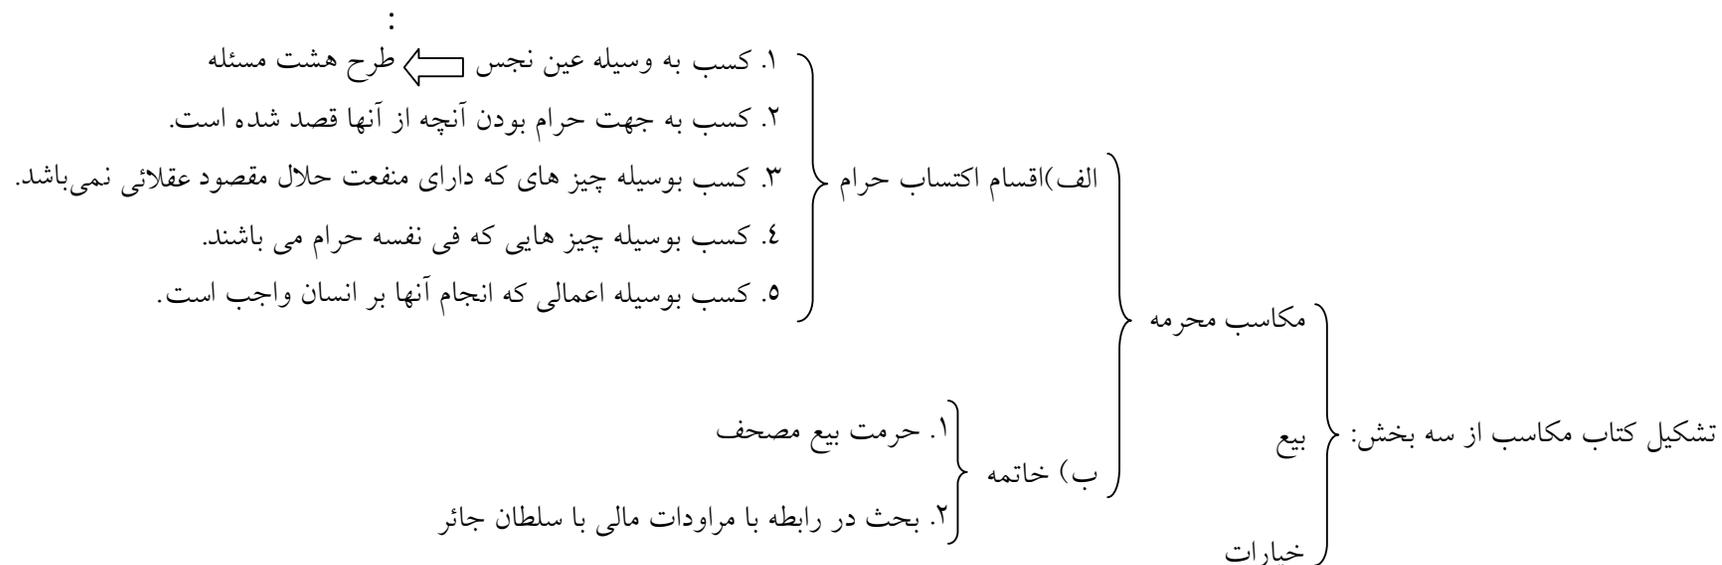 تشکیل کتاب مکاسب از سه بخش:
مکاسب محرمه
الف)اقسام اکتساب حرام
:
۱. کسب به وسیله عین نجس
طرح هشت مسئله
۲. کسب به جهت حرام بودن آنچه از آنها قصد شده است.
۳. کسب بوسیله چیز های که دارای منفعت حلال مقصود عقلائی نمی‌باشد.
٤. کسب بوسیله چیز هایی که فی نفسه حرام می باشند.
٥. کسب بوسیله اعمالی که انجام آنها بر انسان واجب است.
ب) خاتمه
۱. حرمت بیع مصحف
۲. بحث در رابطه با مراودات مالی با سلطان جائر
بیع
خیارات